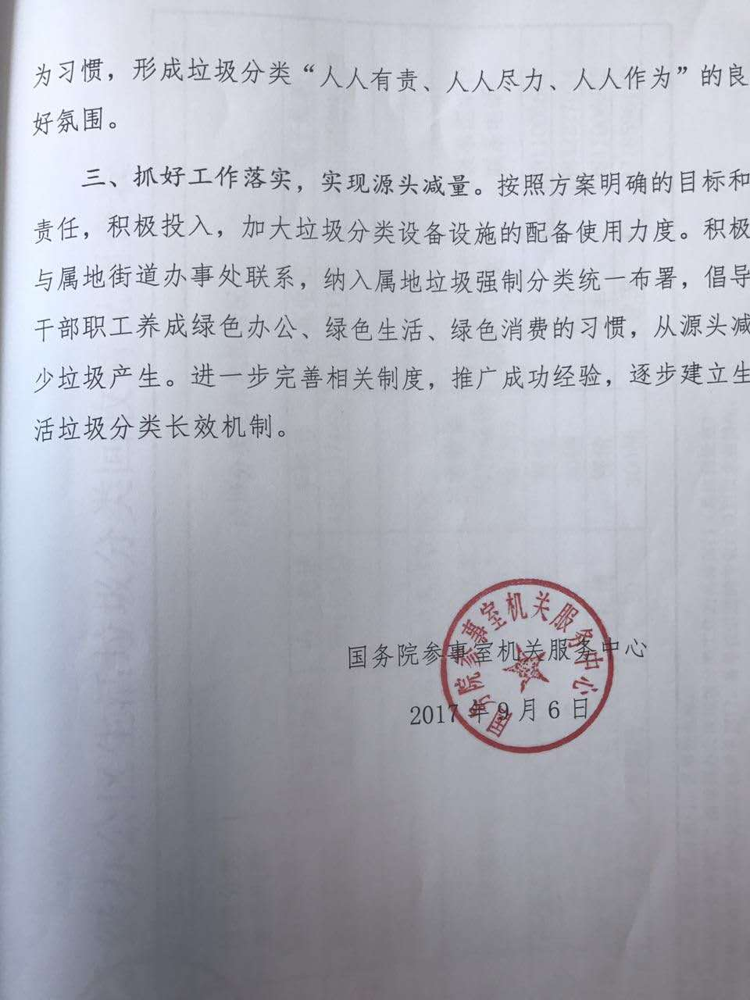 为习惯，形成垃圾分类“人人有责、人人尽力、人人作为”的良
好氛围。
三、抓好工作落实，实现源头减量。按照方案明确的目标和
责任，积极投入，加大垃圾分类设备设施的配备使用力度。积极
与属地街道办事处联系，纳入属地垃圾强制分类统一布署，倡导
干部职工养成绿色办公、绿色生活、绿色消费的习惯，从源头减
少垃圾产生。进一步完善相关制度，推广成功经验，逐步建立生
活垃圾分类长效机制。
国务院参事室机关服务中心
国务院参事室机关服务中心
2017年9月6日